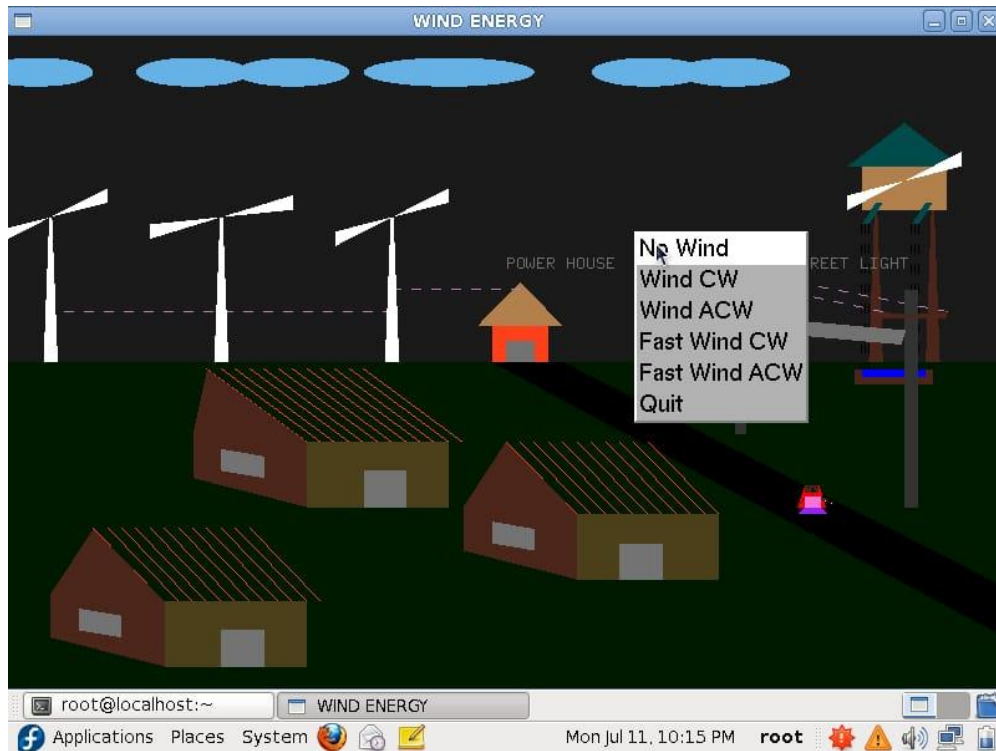 WIND ENERGY
No Wind
POWER HOUSE
REET LIGHT
Wind CW
Wind ACW
Fast Wind CW
Fast Wind ACW
Quit
root@localhost:~
WIND ENERGY
Applications Places System
Mon Jul 11, 10:15 PM root